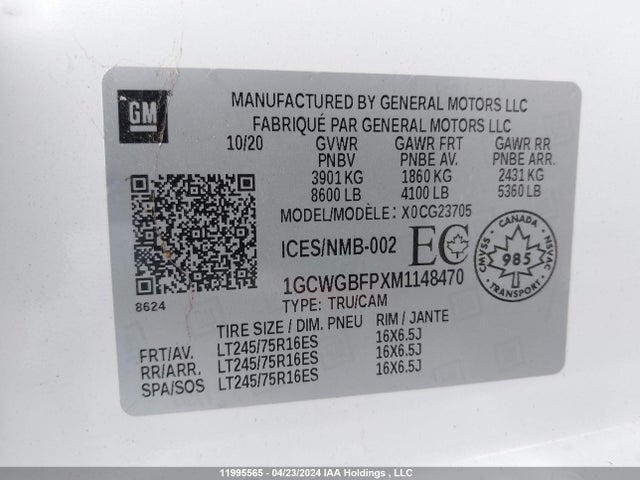 GM
MANUFACTURED BY GENERAL MOTORS LLC
FABRIQUÉ PAR GENERAL MOTORS LLC
10/20 GVWR GAWR FRT GAWR RR
PNBV PNBE AV. PNBE ARR.
3901 KG 1860 KG 2431 KG
8600 LB 4100 LB 5360 LB
MODEL/MODÈLE: X0CG23705
ICES/NMB-002 EC
CANADA
CMVSS 985 NSVAC
TRANSPORT
1GCWGBFPXM1148470
8624 TYPE: TRU/CAM
TIRE SIZE / DIM. PNEU RIM / JANTE
FRT/AV. LT245/75R16ES 16X6.5J
RR/ARR. LT245/75R16ES 16X6.5J
SPA/SOS LT245/75R16ES 16X6.5J
11995565 - 04/23/2024 IAA Holdings , LLC